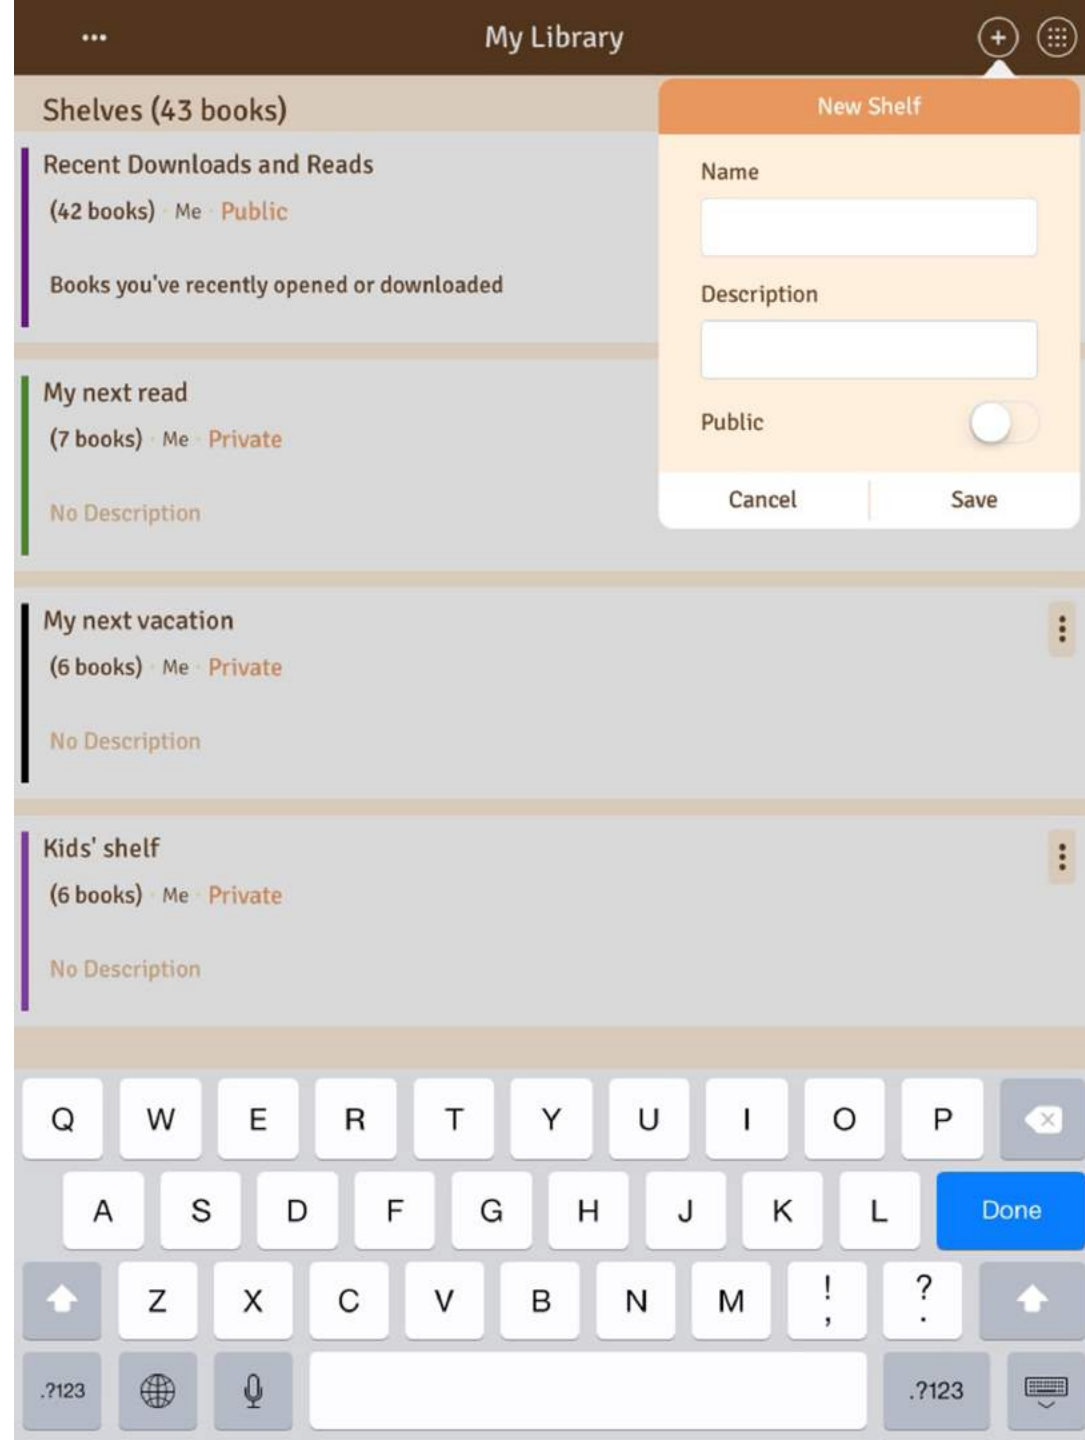 My Library
Shelves (43 books)
Recent Downloads and Reads
(42 books) · Me · Public
Books you've recently opened or downloaded
My next read
(7 books) · Me · Private
No Description
My next vacation
(6 books) · Me · Private
No Description
Kids' shelf
(6 books) · Me · Private
No Description
New Shelf
Name
Description
Public
Cancel Save
Q W E R T Y U I O P
A S D F G H J K L Done
Z X C V B N M ! , ? .
.?123 .?123